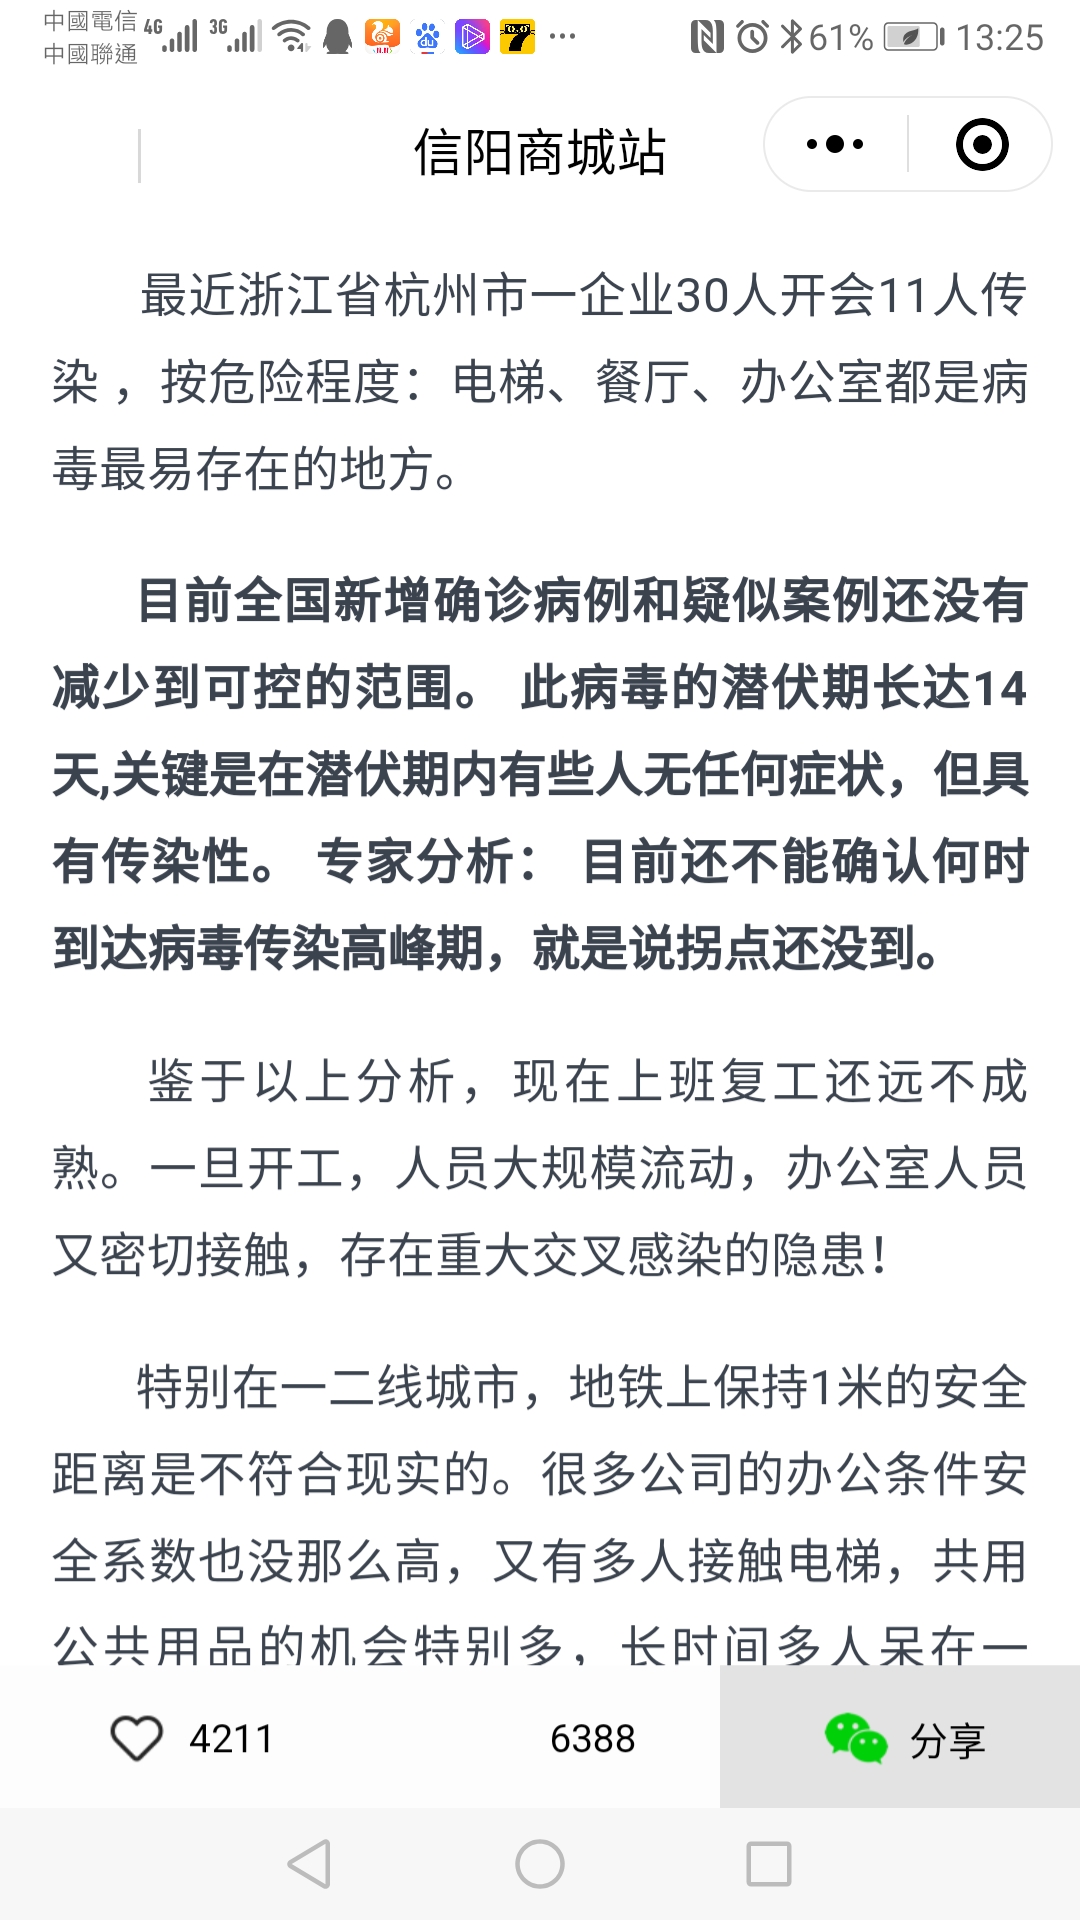 中國電信 4G 3G 61% 13:25
中國聯通
信阳商城站
最近浙江省杭州市一企业30人开会11人传
染，按危险程度：电梯、餐厅、办公室都是病
毒最易存在的地方。
目前全国新增确诊病例和疑似案例还没有
减少到可控的范围。 此病毒的潜伏期长达14
天,关键是在潜伏期内有些人无任何症状，但具
有传染性。 专家分析： 目前还不能确认何时
到达病毒传染高峰期，就是说拐点还没到。
鉴于以上分析，现在上班复工还远不成
熟。一旦开工，人员大规模流动，办公室人员
又密切接触，存在重大交叉感染的隐患！
特别在一二线城市，地铁上保持1米的安全
距离是不符合现实的。很多公司的办公条件安
全系数也没那么高，又有多人接触电梯，共用
公共用品的机会特别多，长时间多人呆在一
4211 6388 分享